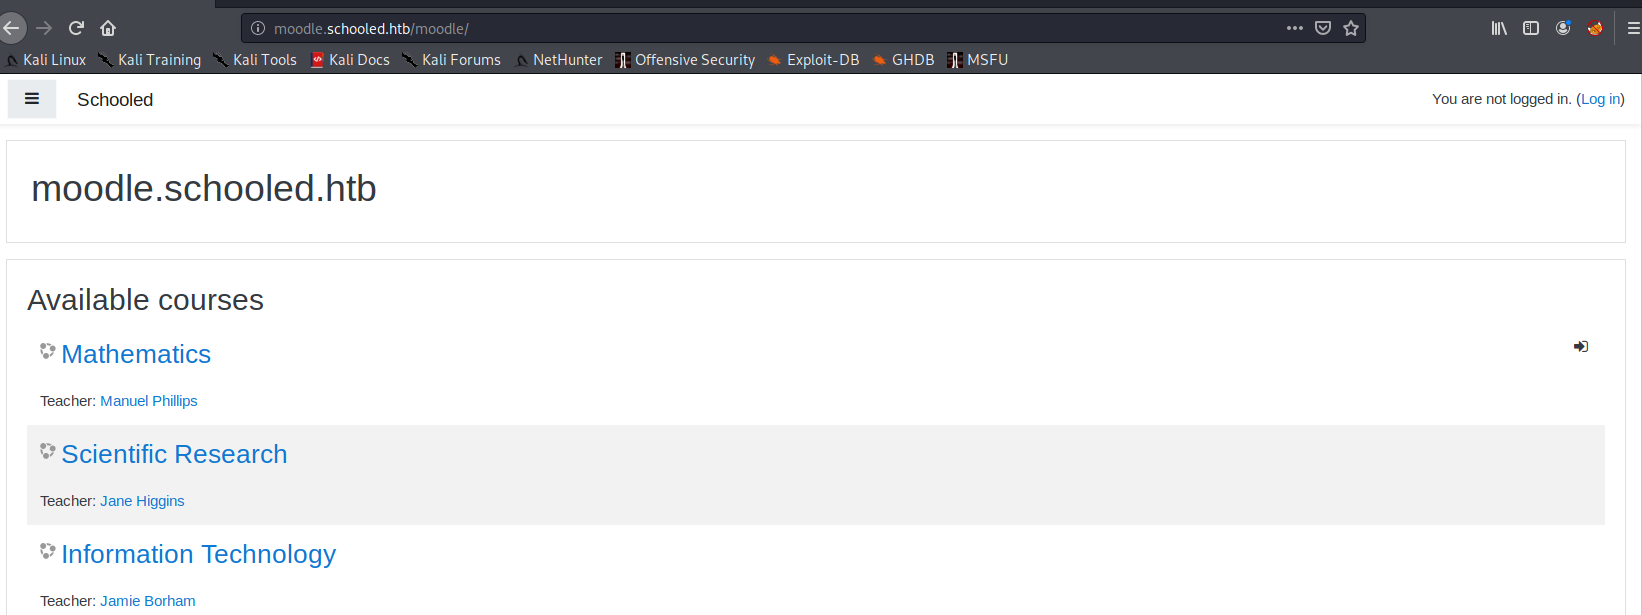 moodle.schooled.htb/moodle/
Kali Linux Kali Training Kali Tools Kali Docs Kali Forums NetHunter Offensive Security Exploit-DB GHDB MSFU
Schooled You are not logged in. (Log in)
moodle.schooled.htb
Available courses
Mathematics
Teacher: Manuel Phillips
Scientific Research
Teacher: Jane Higgins
Information Technology
Teacher: Jamie Borham